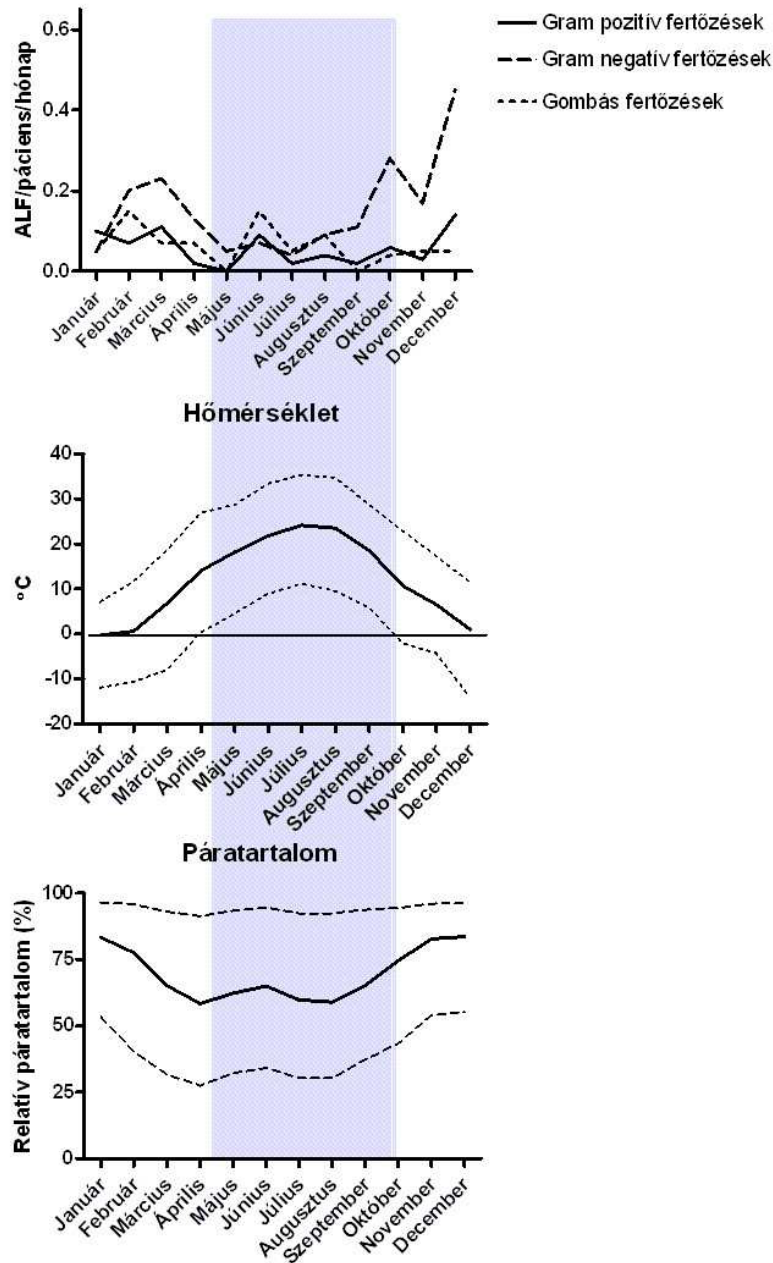 Gram pozitív fertőzések
Gram negatív fertőzések
Gombás fertőzések
ALF/páciens/hónap
0.6
0.4
0.2
0.0
Január
Február
Március
Április
Május
Június
Július
Augusztus
Szeptember
Október
November
December
Hőmérséklet
°C
40
30
20
10
0
-10
-20
Január
Február
Március
Április
Május
Június
Július
Augusztus
Szeptember
Október
November
December
Páratartalom
Relatív páratartalom (%)
100
75
50
25
0
Január
Február
Március
Április
Május
Június
Július
Augusztus
Szeptember
Október
November
December